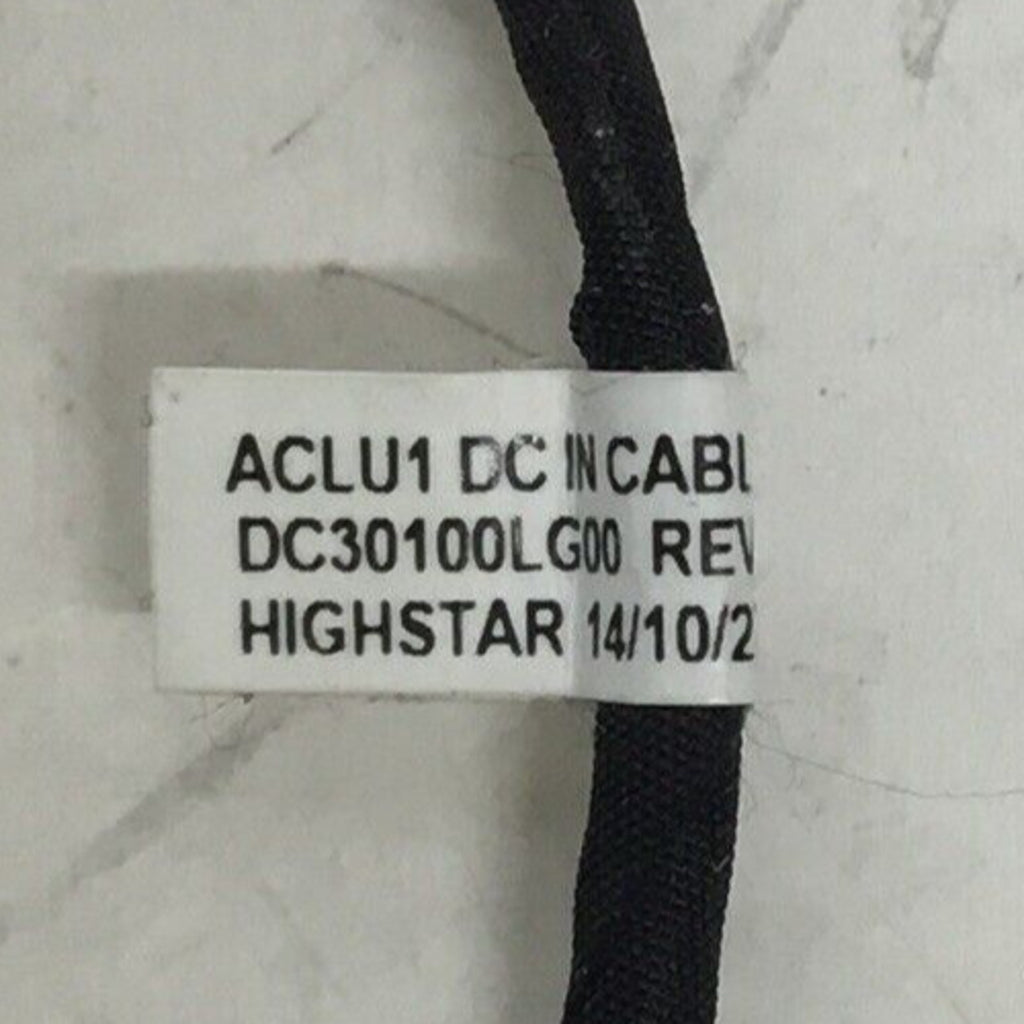 ACLU1 DC IN CABL
DC30100LG00 REV
HIGHSTAR 14/10/2